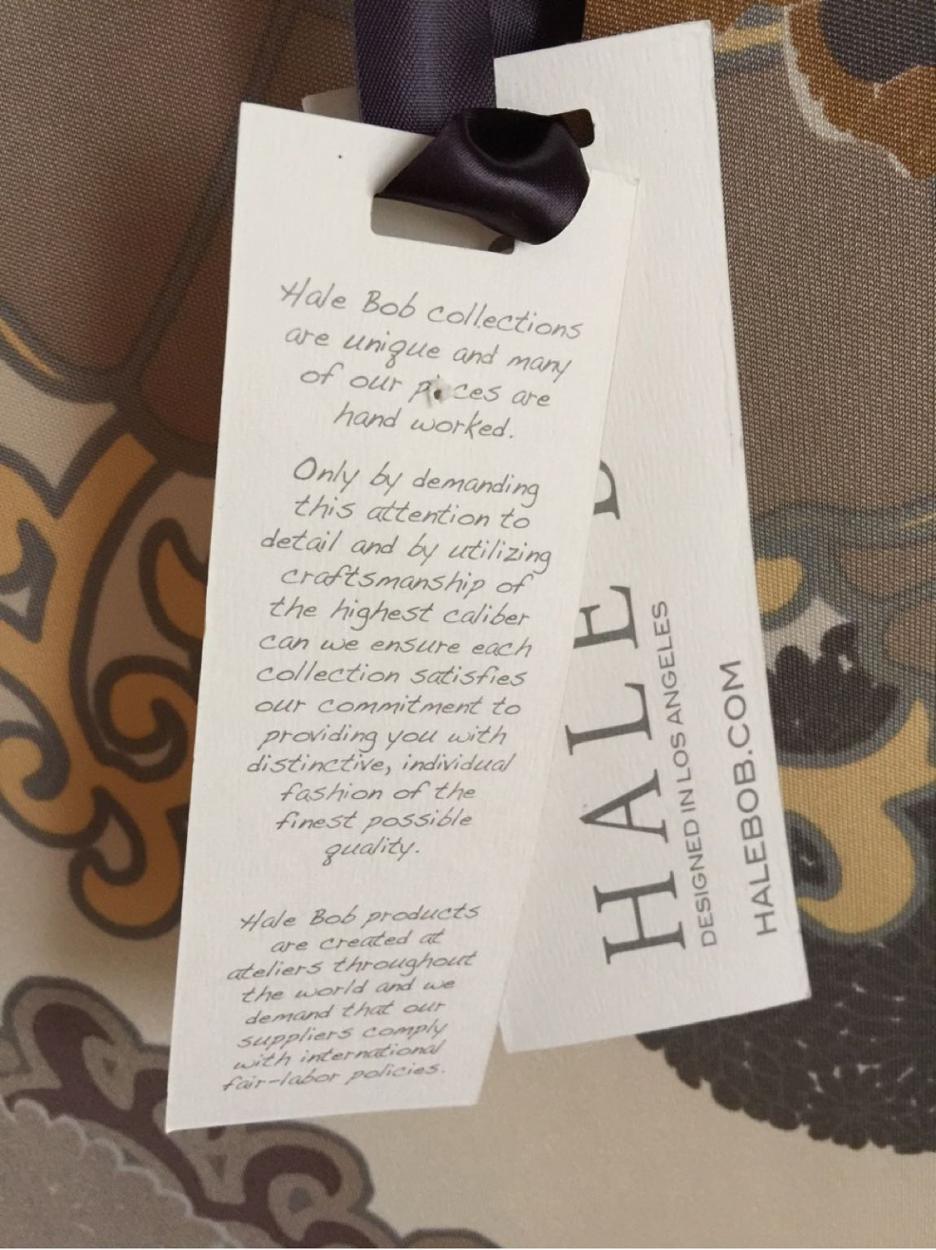 Hale Bob collections
are unique and many
of our pieces are
hand worked.
Only by demanding
this attention to
detail and by utilizing
craftsmanship of
the highest caliber
can we ensure each
collection satisfies
our commitment to
providing you with
distinctive, individual
fashion of the
finest possible
quality.
Hale Bob products
are created at
ateliers throughout
the world and we
demand that our
suppliers comply
with international
fair-labor policies.
HALE
DESIGNED IN LOS ANGELES
HALEBOB.COM